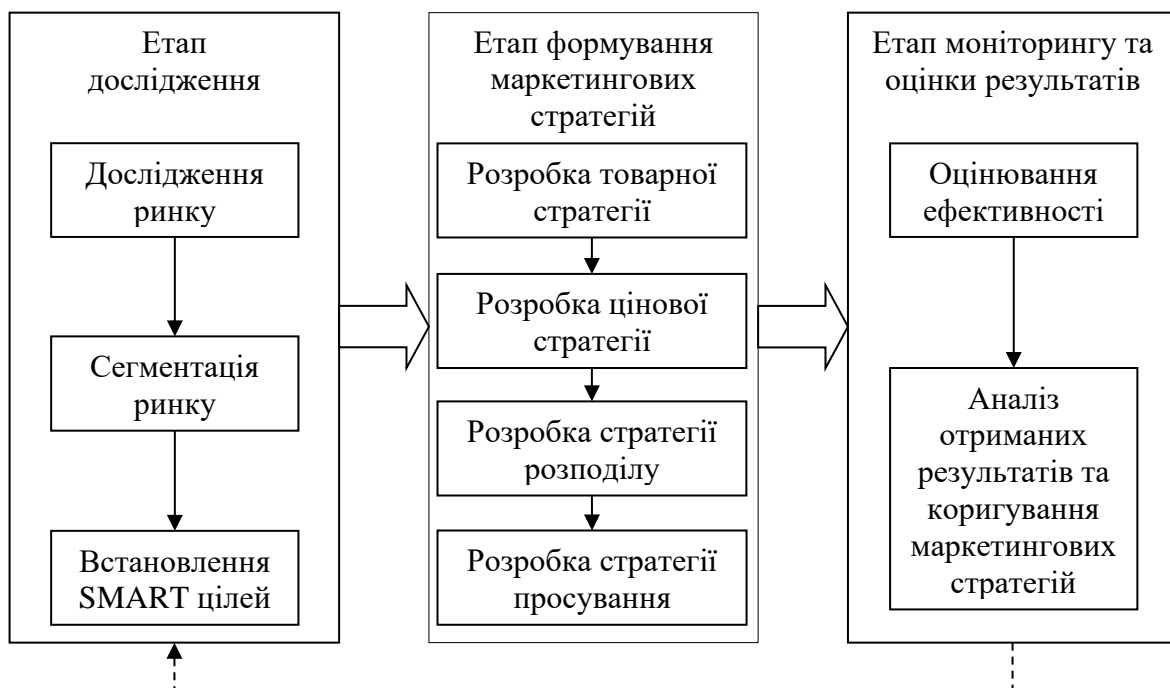 Етап
дослідження
Дослідження
ринку
Сегментація
ринку
Встановлення
SMART цілей
Етап формування
маркетингових
стратегій
Розробка товарної
стратегії
Розробка цінової
стратегії
Розробка стратегії
розподілу
Розробка стратегії
просування
Етап моніторингу та
оцінки результатів
Оцінювання
ефективності
Аналіз
отриманих
результатів та
коригування
маркетингових
стратегій